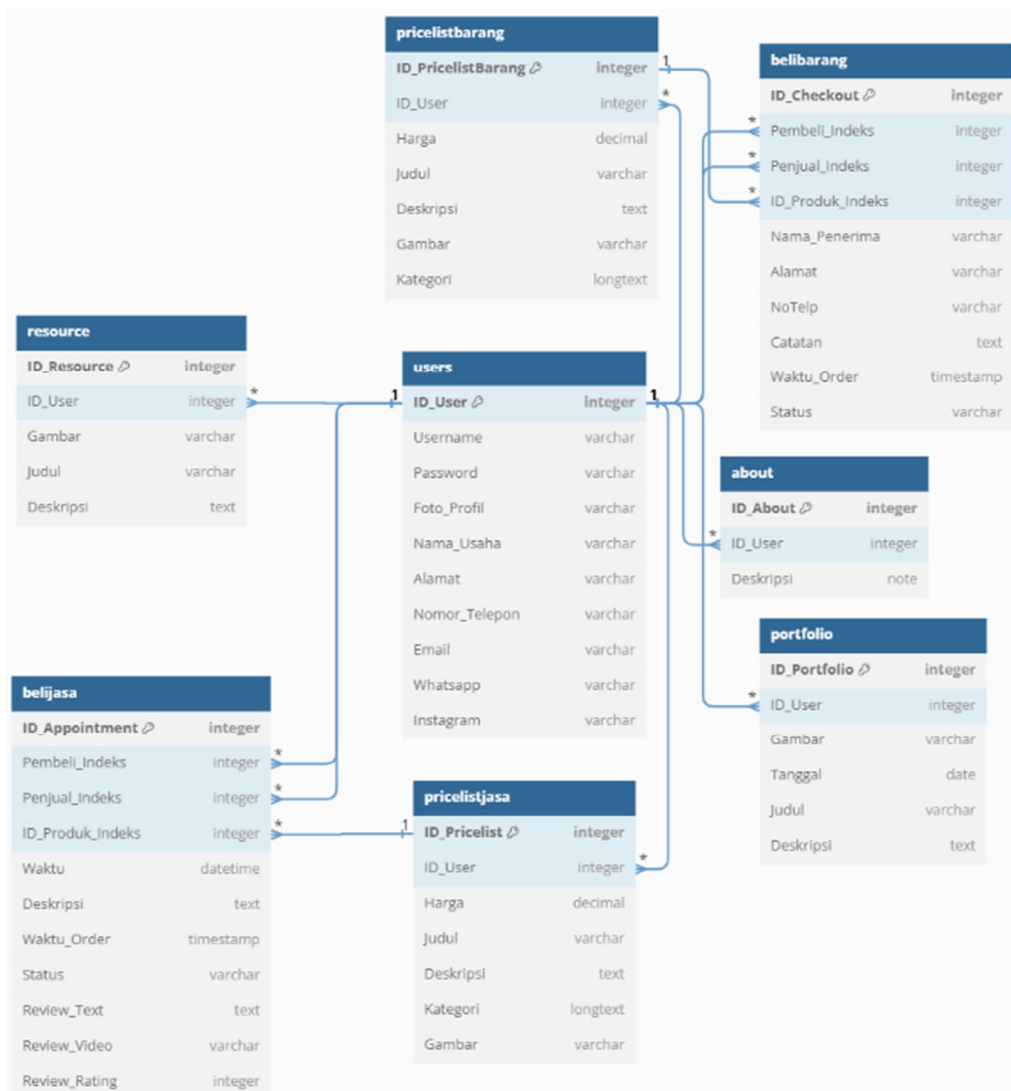 pricelistbarang
ID_PricelistBarang integer
ID_User integer
Harga decimal
Judul varchar
Deskripsi text
Gambar varchar
Kategori longtext
1
*
belibarang
ID_Checkout integer
* Pembeli_Indeks integer
* Penjual_Indeks integer
* ID_Produk_Indeks integer
Nama_Penerima varchar
Alamat varchar
NoTelp varchar
Catatan text
Waktu_Order timestamp
Status varchar
resource
ID_Resource integer
ID_User integer *
Gambar varchar
Judul varchar
Deskripsi text
users
1 ID_User integer 1
Username varchar
Password varchar
Foto_Profil varchar
Nama_Usaha varchar
Alamat varchar
Nomor_Telepon varchar
Email varchar
Whatsapp varchar
Instagram varchar
about
ID_About integer
* ID_User integer
Deskripsi note
portfolio
ID_Portfolio integer
* ID_User integer
Gambar varchar
Tanggal date
Judul varchar
Deskripsi text
belijasa
ID_Appointment integer
Pembeli_Indeks integer *
Penjual_Indeks integer *
ID_Produk_Indeks integer *
Waktu datetime
Deskripsi text
Waktu_Order timestamp
Status varchar
Review_Text text
Review_Video varchar
Review_Rating integer
pricelistjasa
1 ID_Pricelist integer
ID_User integer *
Harga decimal
Judul varchar
Deskripsi text
Kategori longtext
Gambar varchar